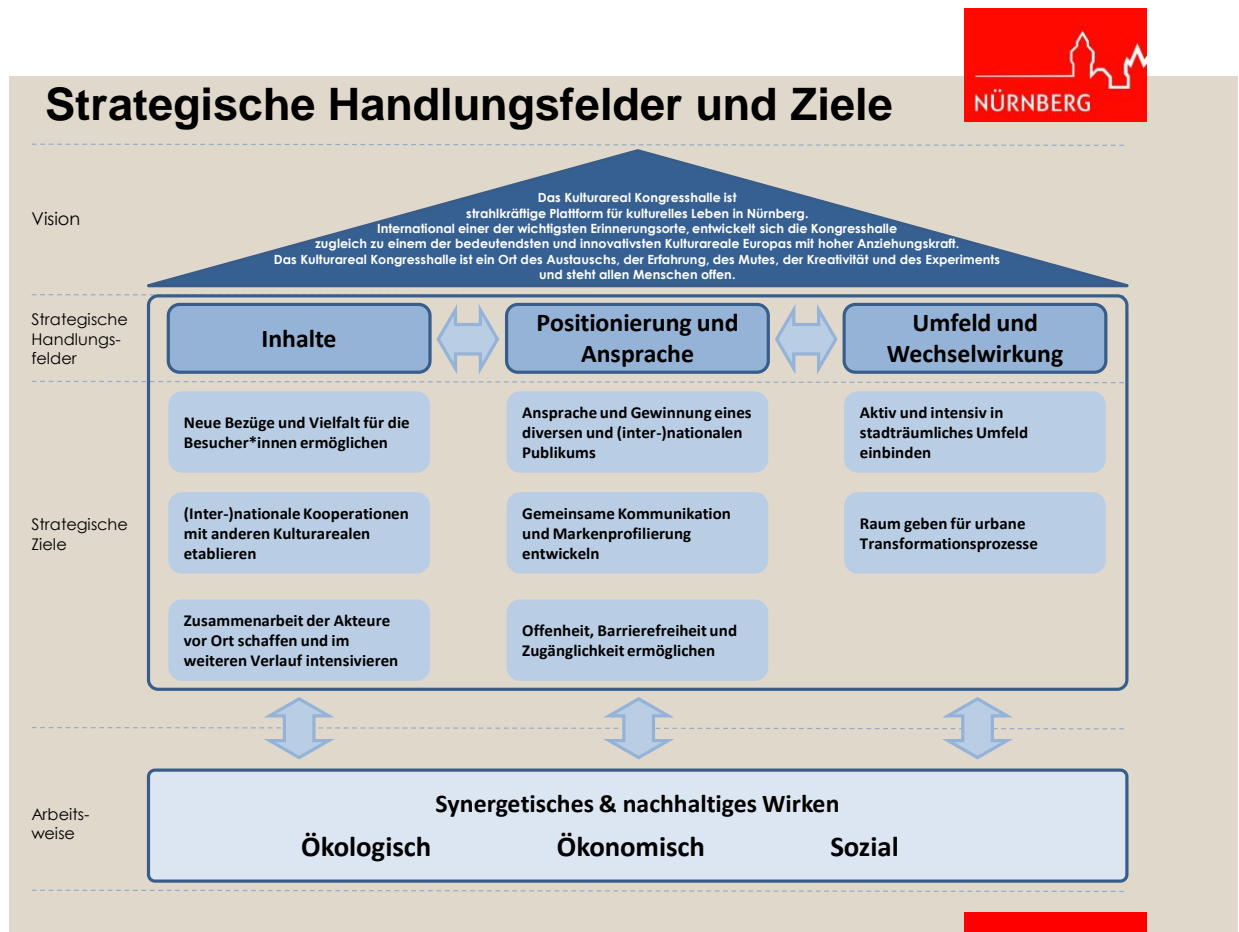 NÜRNBERG
Strategische Handlungsfelder und Ziele
Vision
Das Kulturareal Kongresshalle ist
strahlkräftige Plattform für kulturelles Leben in Nürnberg.
International einer der wichtigsten Erinnerungsorte, entwickelt sich die Kongresshalle
zugleich zu einem der bedeutendsten und innovativsten Kulturareale Europas mit hoher Anziehungskraft.
Das Kulturareal Kongresshalle ist ein Ort des Austauschs, der Erfahrung, des Mutes, der Kreativität und des Experiments
und steht allen Menschen offen.
Strategische
Handlungs-
felder
Inhalte
Positionierung und
Ansprache
Umfeld und
Wechselwirkung
Strategische
Ziele
Neue Bezüge und Vielfalt für die
Besucher*innen ermöglichen
Ansprache und Gewinnung eines
diversen und (inter-)nationalen
Publikums
Aktiv und intensiv in
stadträumliches Umfeld
einbinden
(Inter-)nationale Kooperationen
mit anderen Kulturarealen
etablieren
Gemeinsame Kommunikation
und Markenprofilierung
entwickeln
Raum geben für urbane
Transformationsprozesse
Zusammenarbeit der Akteure
vor Ort schaffen und im
weiteren Verlauf intensivieren
Offenheit, Barrierefreiheit und
Zugänglichkeit ermöglichen
Arbeits-
weise
Synergetisches & nachhaltiges Wirken
Ökologisch Ökonomisch Sozial